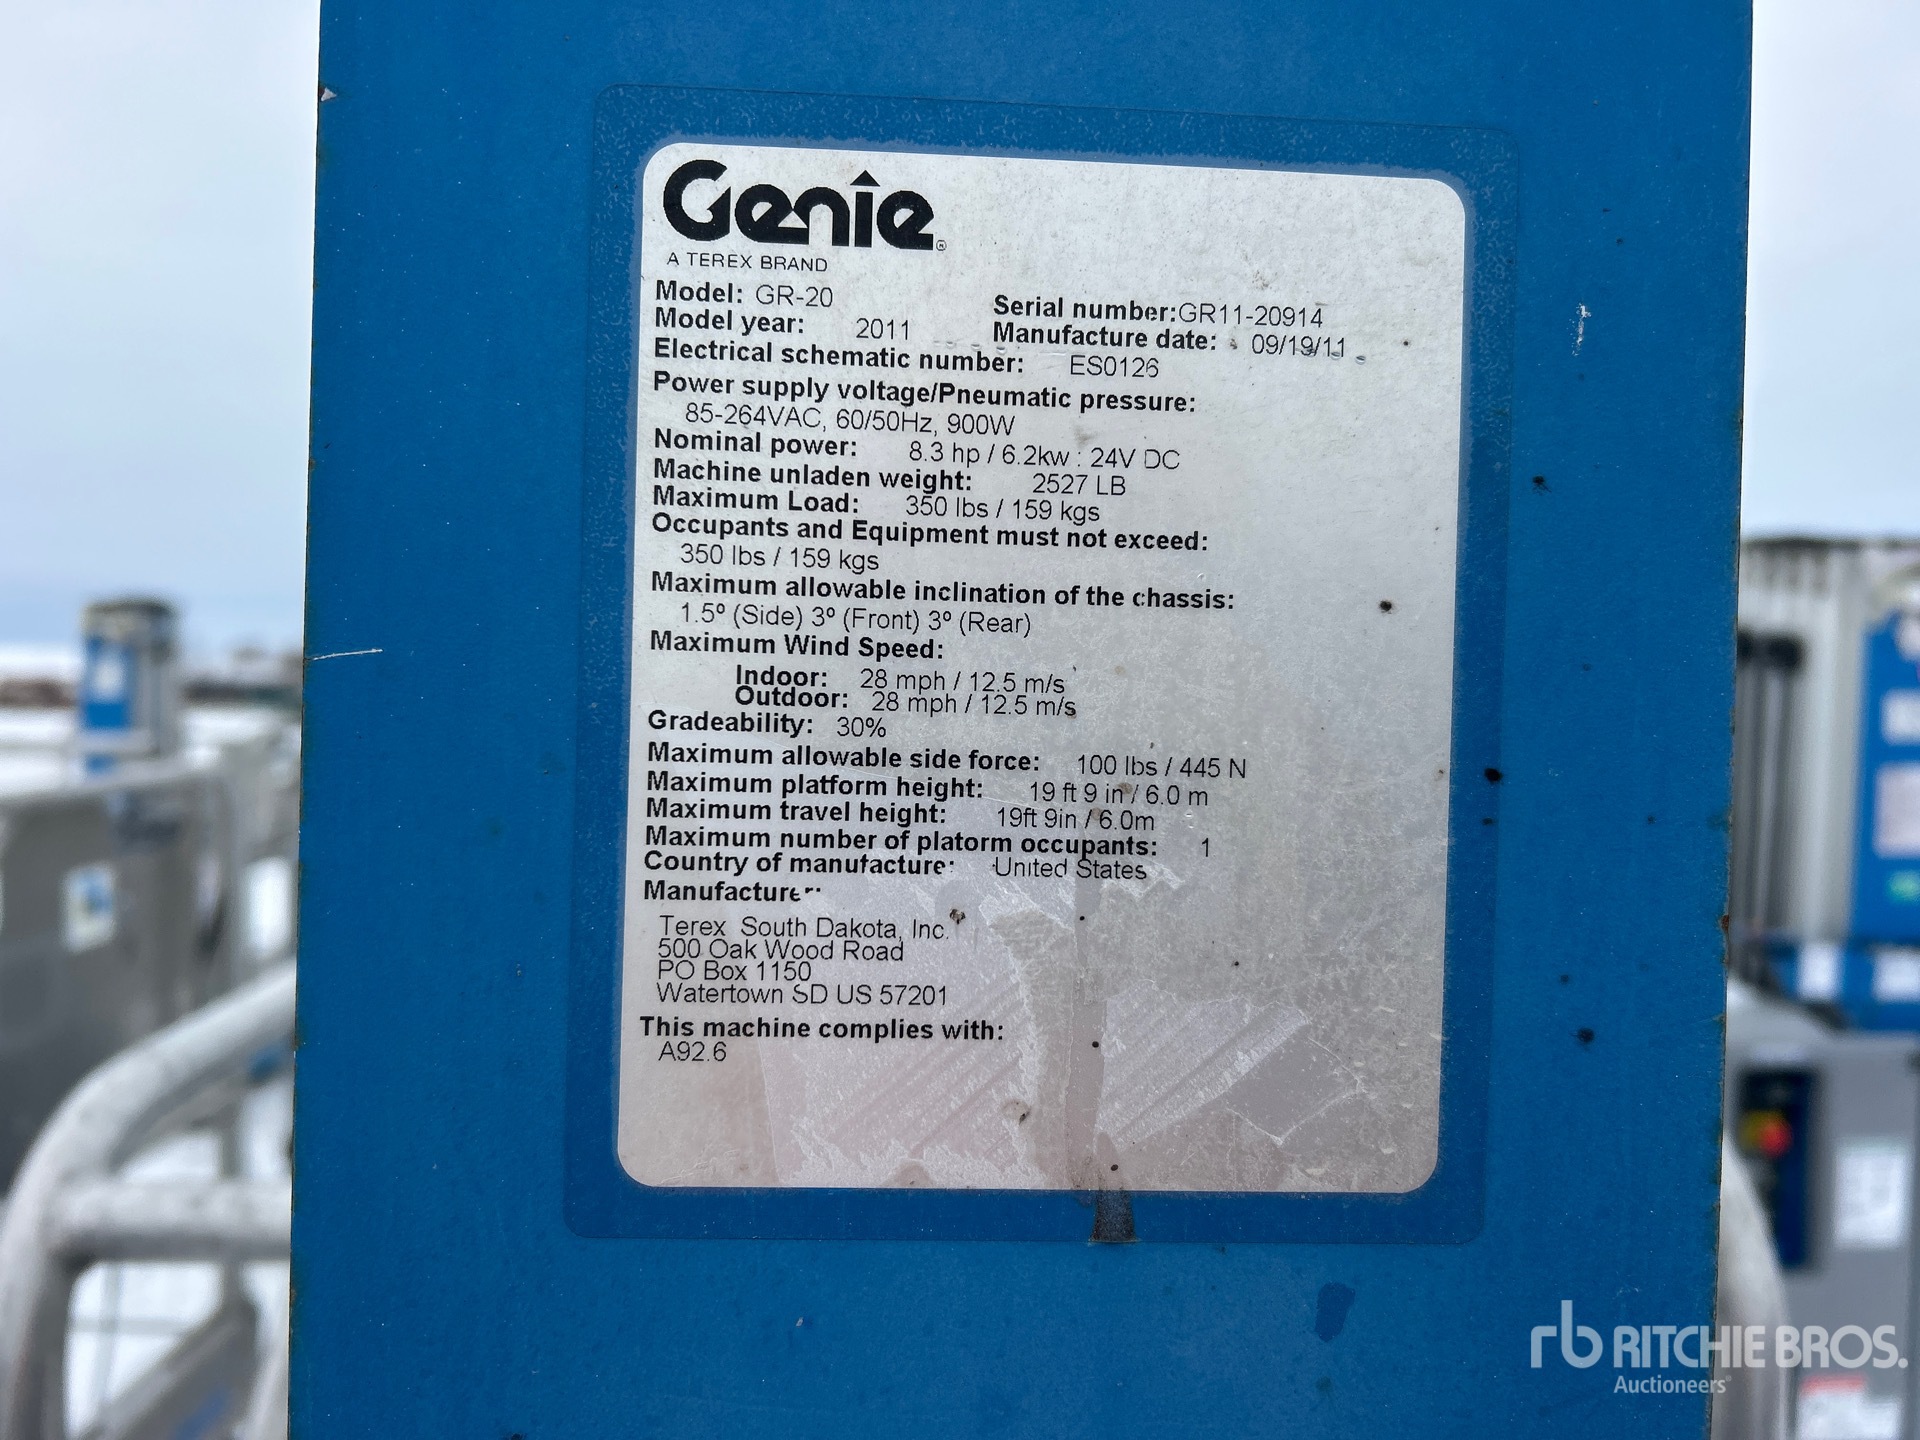 Genie®
A TEREX BRAND
Model: GR-20 Serial number:GR11-20914
Model year: 2011 Manufacture date: 09/19/11
Electrical schematic number: ES0126
Power supply voltage/Pneumatic pressure:
85-264VAC, 60/50Hz, 900W
Nominal power: 8.3 hp / 6.2kw : 24V DC
Machine unladen weight: 2527 LB
Maximum Load: 350 lbs / 159 kgs
Occupants and Equipment must not exceed:
350 lbs / 159 kgs
Maximum allowable inclination of the chassis:
1.5º (Side) 3º (Front) 3º (Rear)
Maximum Wind Speed:
Indoor: 28 mph / 12.5 m/s
Outdoor: 28 mph / 12.5 m/s
Gradeability: 30%
Maximum allowable side force: 100 lbs / 445 N
Maximum platform height: 19 ft 9 in / 6.0 m
Maximum travel height: 19ft 9in / 6.0m
Maximum number of platorm occupants: 1
Country of manufacture: United States
Manufacturer:
Terex South Dakota, Inc.
500 Oak Wood Road
PO Box 1150
Watertown SD US 57201
This machine complies with:
A92.6
rb RITCHIE BROS.
Auctioneers